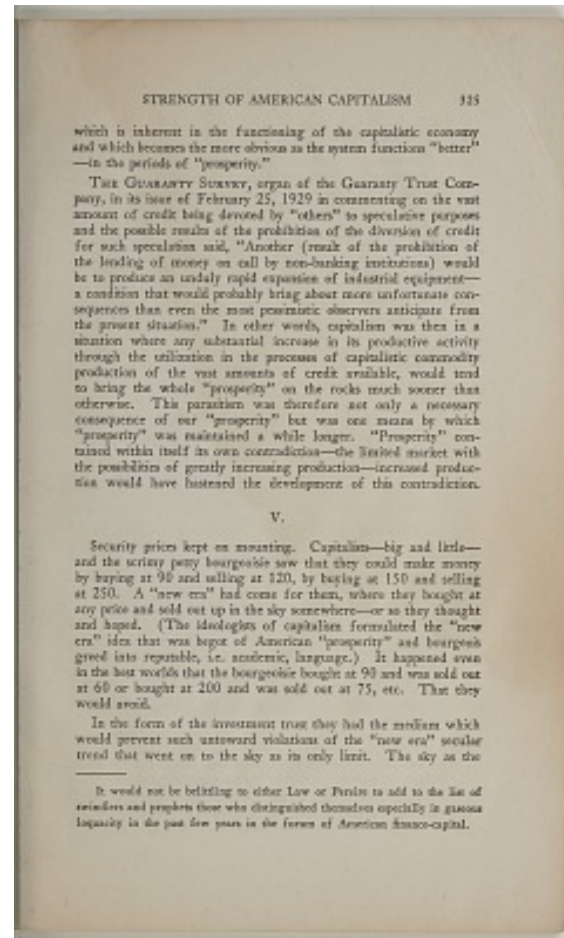 STRENGTH OF AMERICAN CAPITALISM 325
which is inherent in the functioning of the capitalistic economy
and which becomes the more obvious as the system functions "better"
—in the periods of "prosperity."
THE GUARANTY SURVEY, organ of the Guaranty Trust Com-
pany, in its issue of February 25, 1929 in commenting on the vast
amount of credit being devoted by "others" to speculative purposes
and the possible results of the prohibition of the diversion of credit
for such speculation said, "Another (result of the prohibition of
the lending of money on call by non-banking institutions) would
be to produce an unduly rapid expansion of industrial equipment—
a condition that would probably bring about more unfortunate con-
sequences than even the most pessimistic observers anticipate from
the present situation." In other words, capitalism was then in a
situation where any substantial increase in its productive activity
through the utilization in the processes of capitalistic commodity
production of the vast amounts of credit available, would tend
to bring the whole "prosperity" on the rocks much sooner than
otherwise. This parasitism was therefore not only a necessary
consequence of our "prosperity" but was one means by which
"prosperity" was maintained a while longer. "Prosperity" con-
tained within itself its own contradiction—the limited market with
the possibilities of greatly increasing production—increased produc-
tion would have hastened the development of this contradiction.
V.
Security prices kept on mounting. Capitalists—big and little—
and the scrimy petty bourgeoisie saw that they could make money
by buying at 90 and selling at 120, by buying at 150 and selling
at 250. A "new era" had come for them, where they bought at
any price and sold out up in the sky somewhere—or so they thought
and hoped. (The ideologists of capitalism formulated the "new
era" idea that was begot of American "prosperity" and bourgeois
greed into reputable, i.e. academic, language.) It happened even
in the best worlds that the bourgeoisie bought at 90 and was sold out
at 60 or bought at 200 and was sold out at 75, etc. That they
would avoid.
In the form of the investment trust they had the medium which
would prevent such untoward violations of the "new era" secular
trend that went on to the sky as its only limit. The sky as the
It would not be belittling to either Law or Pereire to add to the list of
swindlers and prophets those who distinguished themselves especially in gaseous
loquacity in the past few years in the forum of American finance-capital.